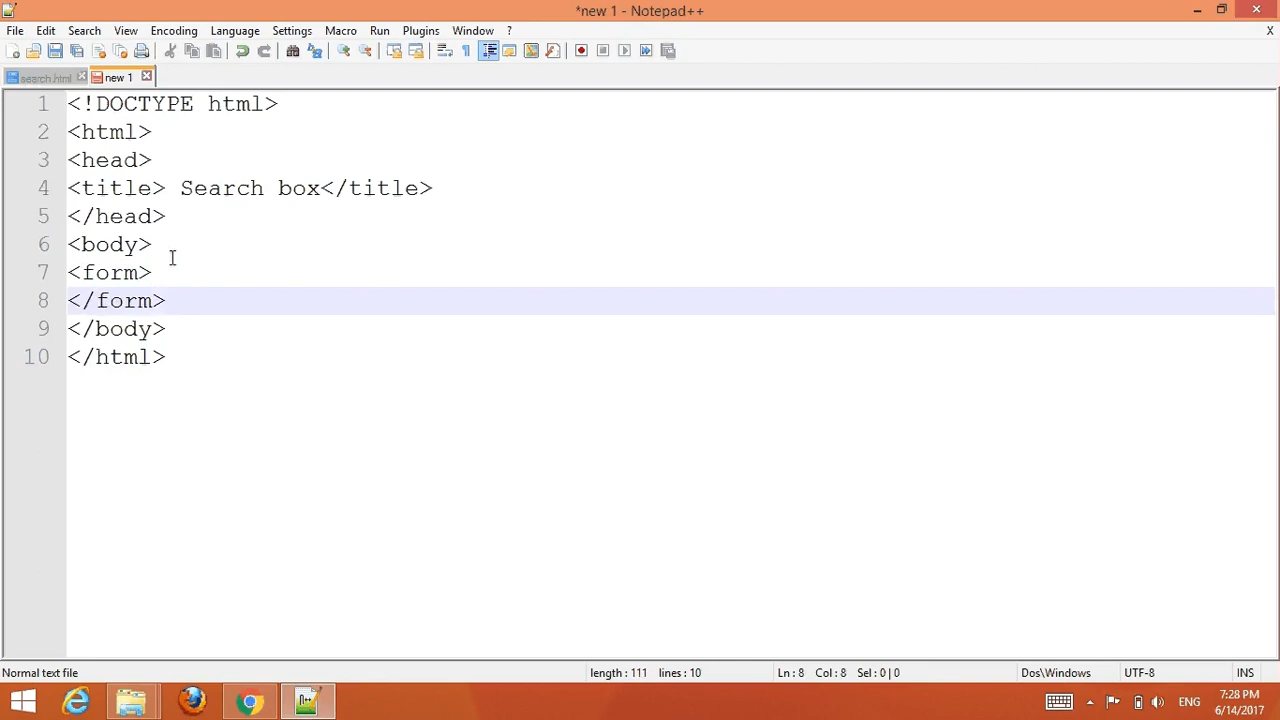 *new 1 - Notepad++
File Edit Search View Encoding Language Settings Macro Run Plugins Window ? X
search.html new 1
1 <!DOCTYPE html>
2 <html>
3 <head>
4 <title> Search box</title>
5 </head>
6 <body>
7 <form>
8 </form>
9 </body>
10 </html>
Normal text file length : 111 lines : 10 Ln : 8 Col : 8 Sel : 0 | 0 Dos\Windows UTF-8 INS
ENG 7:28 PM
6/14/2017